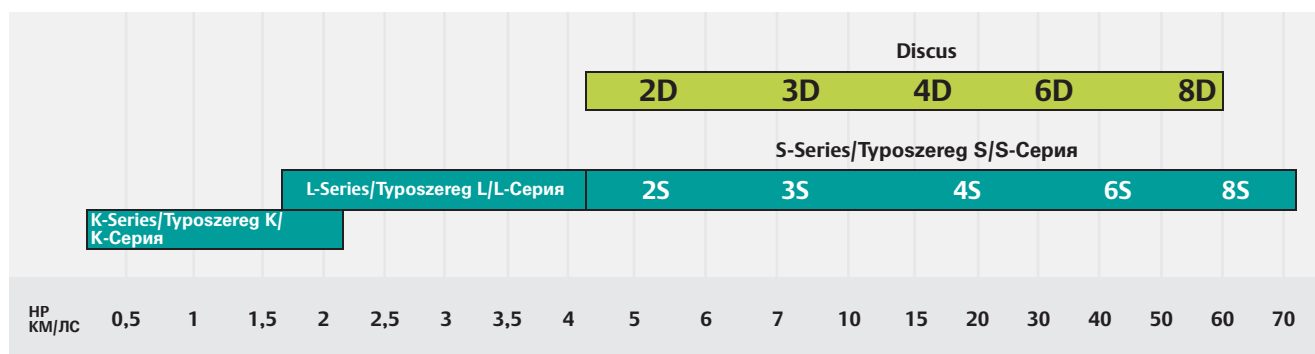 Discus
2D 3D 4D 6D 8D
S-Series/Typoszereg S/S-Серия
L-Series/Typoszereg L/L-Серия 2S 3S 4S 6S 8S
K-Series/Typoszereg K/
K-Серия
HP
KM/ЛС
0,5 1 1,5 2 2,5 3 3,5 4 5 6 7 10 15 20 30 40 50 60 70